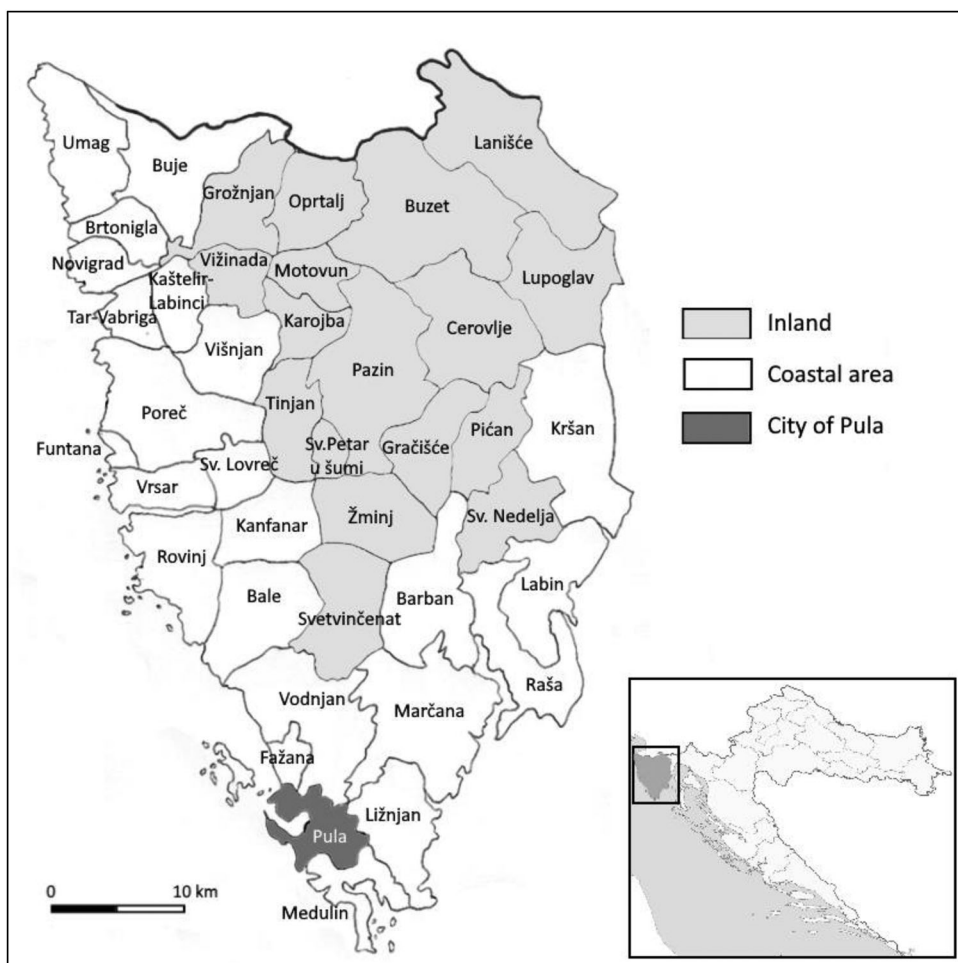 Umag
Buje
Lanišće
Grožnjan
Oprtalj
Buzet
Brtonigla
Novigrad
Vižinada
Motovun
Lupoglav
Kaštelir-
Labinci
Tar-Vabriga
Karojba
Cerovlje
Višnjan
Pazin
Tinjan
Poreč
Pićan
Kršan
Funtana
Sv.Petar
u šumi
Gračišće
Sv. Lovreč
Vrsar
Kanfanar
Žminj
Sv. Nedelja
Rovinj
Bale
Barban
Labin
Svetvinčenat
Vodnjan
Marčana
Raša
Fažana
Ližnjan
Pula
Medulin
Inland
Coastal area
City of Pula
0 10 km